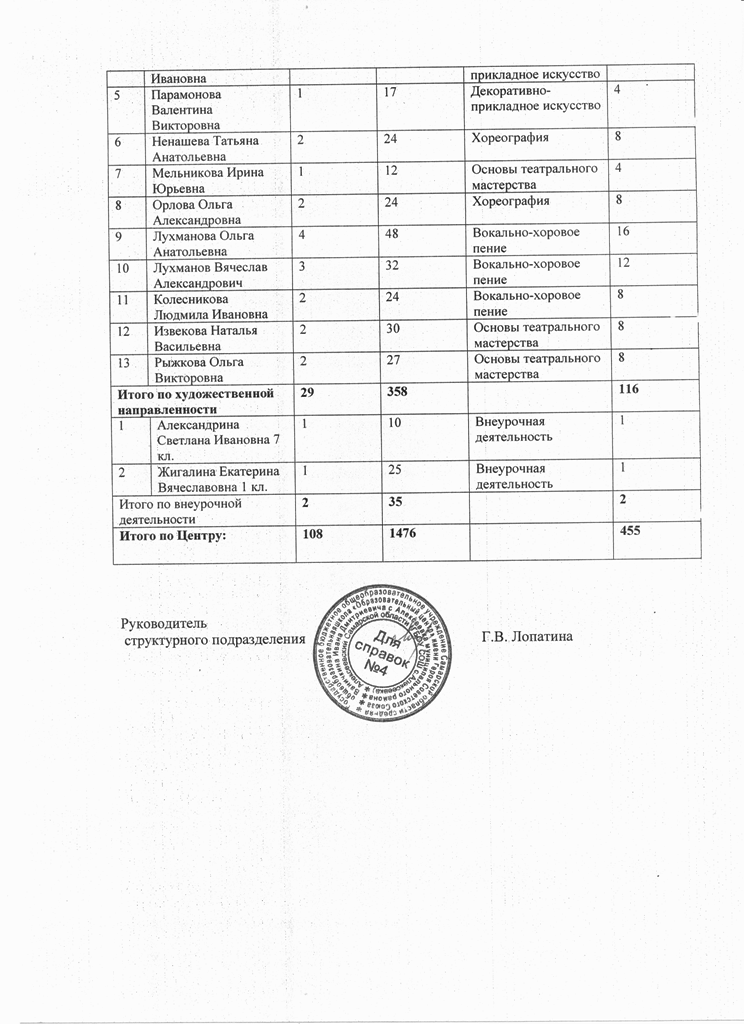 Ивановна прикладное искусство
5 Парамонова 1 17 Декоративно- 4
Валентина прикладное искусство
Викторовна
6 Ненашева Татьяна 2 24 Хореография 8
Анатольевна
7 Мельникова Ирина 1 12 Основы театрального 4
Юрьевна мастерства
8 Орлова Ольга 2 24 Хореография 8
Александровна
9 Лухманова Ольга 4 48 Вокально-хоровое 16
Анатольевна пение
10 Лухманов Вячеслав 3 32 Вокально-хоровое 12
Александрович пение
11 Колесникова 2 24 Вокально-хоровое 8
Людмила Ивановна пение
12 Извекова Наталья 2 30 Основы театрального 8
Васильевна мастерства
13 Рыжкова Ольга 2 27 Основы театрального 8
Викторовна мастерства
Итого по художественной 29 358 116
направленности
1 Александрина 1 10 Внеурочная 1
Светлана Ивановна 7 деятельность
кл.
2 Жигалина Екатерина 1 25 Внеурочная 1
Вячеславовна 1 кл. деятельность
Итого по внеурочной 2 35 2
деятельности
Итого по Центру: 108 1476 455
Руководитель
структурного подразделения Г.В. Лопатина
Для
справок
№4